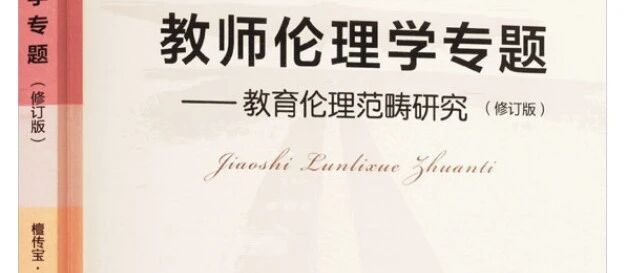 学专题（修订版）
檀传宝·
教师伦理学专题
——教育伦理范畴研究（修订版）
Jiaoshi Lunlixue Zhuanti